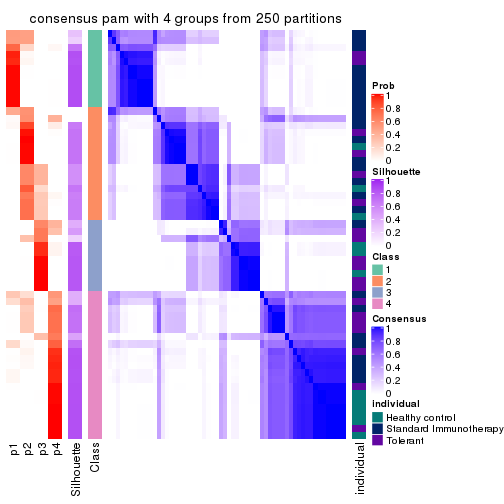 consensus pam with 4 groups from 250 partitions
Prob
1
0.8
0.6
0.4
0.2
0
Silhouette
1
0.8
0.6
0.4
0.2
0
Class
1
2
3
4
Consensus
1
0.8
0.6
0.4
0.2
0
individual
Healthy control
Standard Immunotherapy
Tolerant
p1
p2
p3
p4
Silhouette
Class
individual